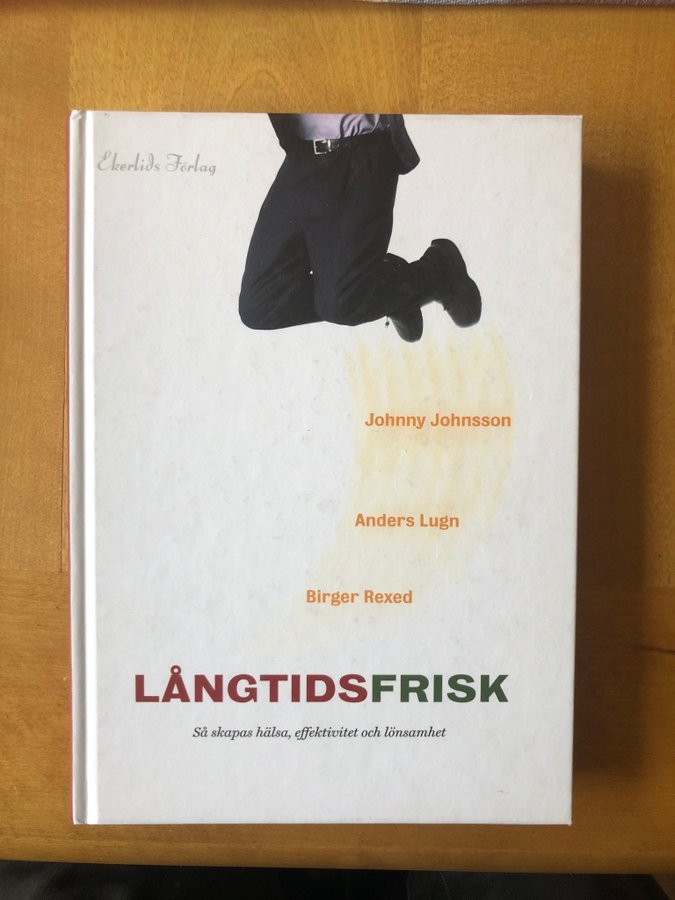 Ekerlids Förlag
Johnny Johnsson
Anders Lugn
Birger Rexed
LÅNGTIDSFRISK
Så skapas hälsa, effektivitet och lönsamhet